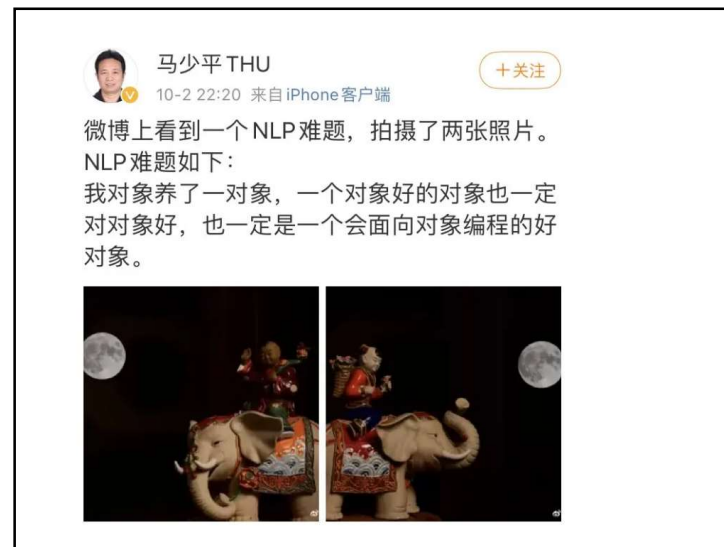 马少平THU
+关注
10-2 22:20 来自 iPhone客户端
微博上看到一个NLP难题，拍摄了两张照片。
NLP难题如下：
我对象养了一对象，一个对象好的对象也一定
对对象好，也一定是一个会面向对象编程的好
对象。